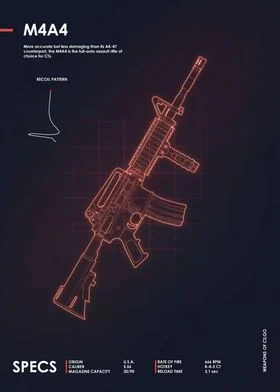 M4A4
More accurate but less damaging than its AK-47
counterpart, the M4A4 is the full-auto assault rifle of
choice for CTs.
RECOIL PATTERN
SPECS
ORIGIN U.S.A.
CALIBER 5.56
MAGAZINE CAPACITY 30/90
RATE OF FIRE 666 RPM
HOTKEY B-4-2 CT
RELOAD TIME 3.1 sec
WEAPONS OF CS:GO